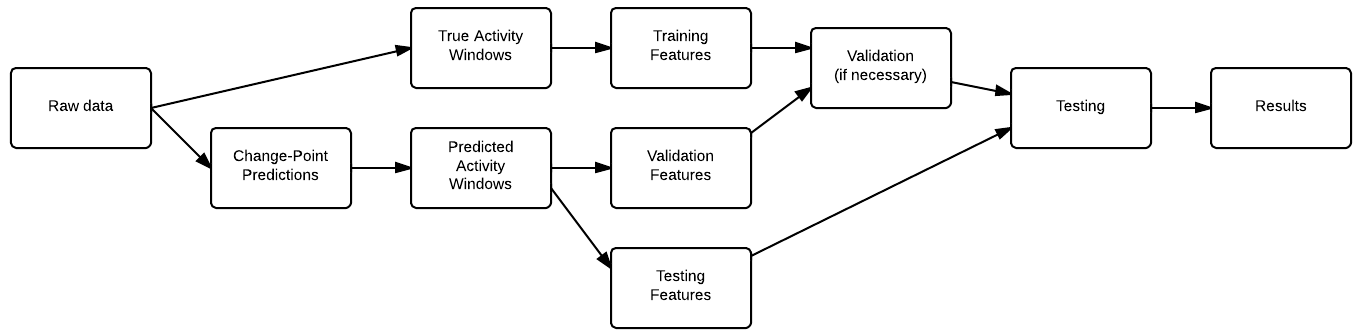 Raw data
True Activity
Windows
Training
Features
Validation
(if necessary)
Testing
Results
Change-Point
Predictions
Predicted
Activity
Windows
Validation
Features
Testing
Features